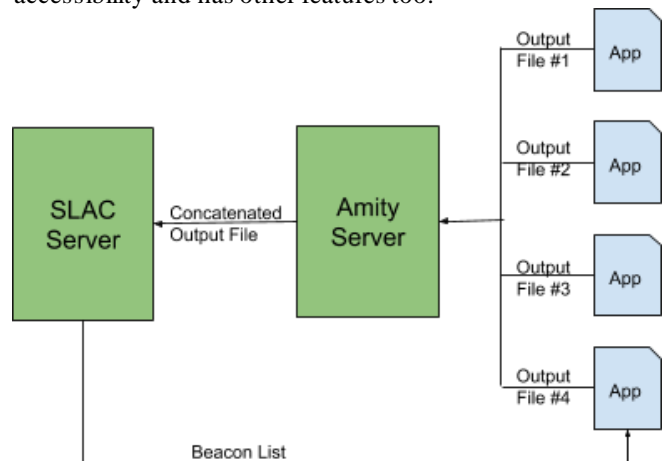 accessibility and has other features too.
Output
File #1
App
Output
File #2
App
SLAC
Server
Concatenated
Output File
Amity
Server
Output
File #3
App
Output
File #4
App
Beacon List